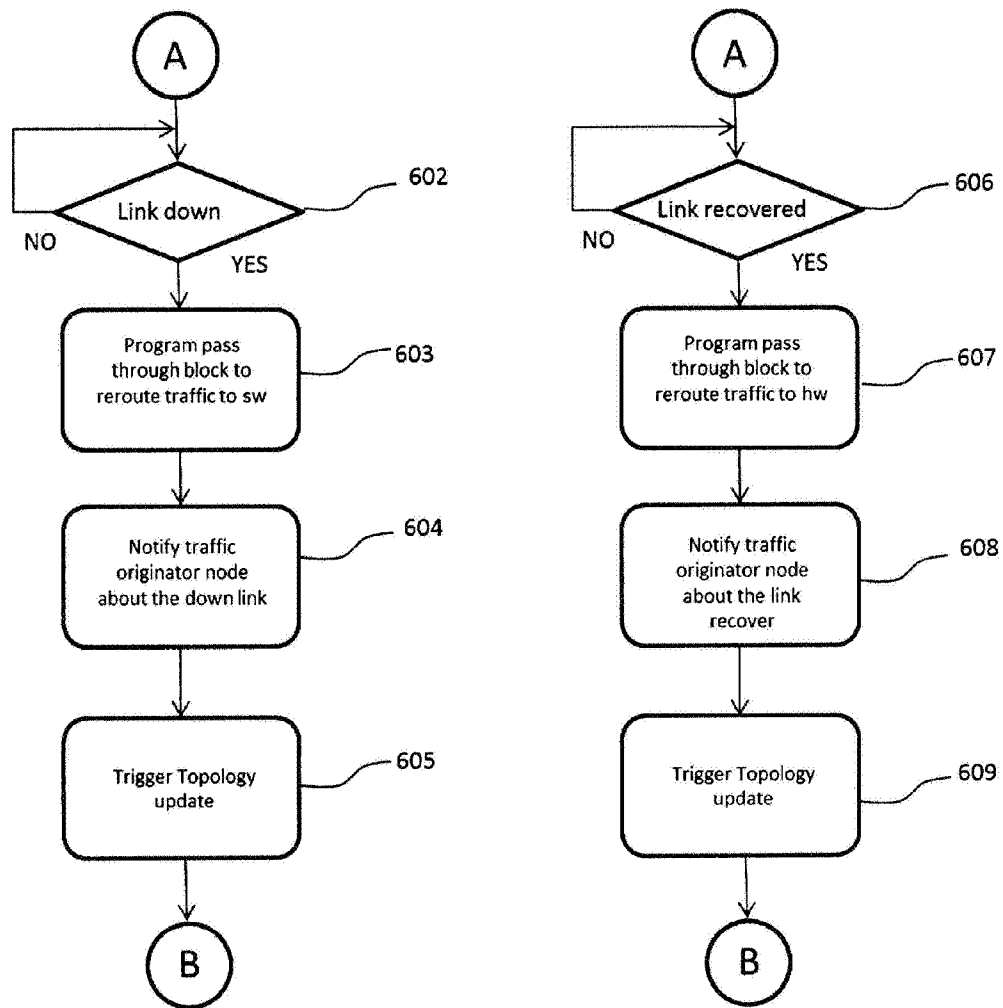 A
Link down
602
NO
YES
Program pass
through block to
reroute traffic to sw
603
Notify traffic
originator node
about the down link
604
Trigger Topology
update
605
B
A
Link recovered
606
NO
YES
Program pass
through block to
reroute traffic to hw
607
Notify traffic
originator node
about the link
recover
608
Trigger Topology
update
609
B